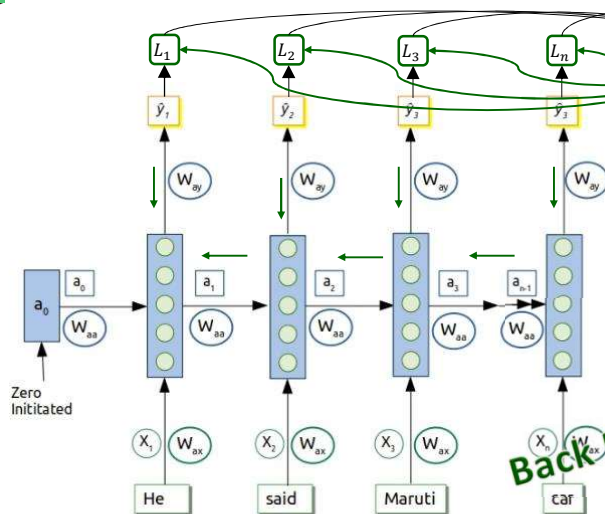 L₁ L₂ L₃ Lₙ
ŷ₁ ŷ₂ ŷ₃ ŷ₃
Way Way Way Way
a₀ a₁ a₂ a₃ aₙ₋₁
a₀
Waa Waa Waa Waa Waa
Zero
Inititated
X₁ Wax X₂ Wax X₃ Wax Xₙ Wax
Back
He said Maruti car